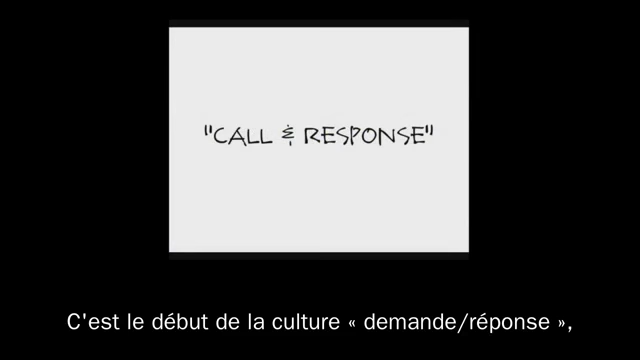 "CALL & RESPONSE"
C'est le début de la culture « demande/réponse »,